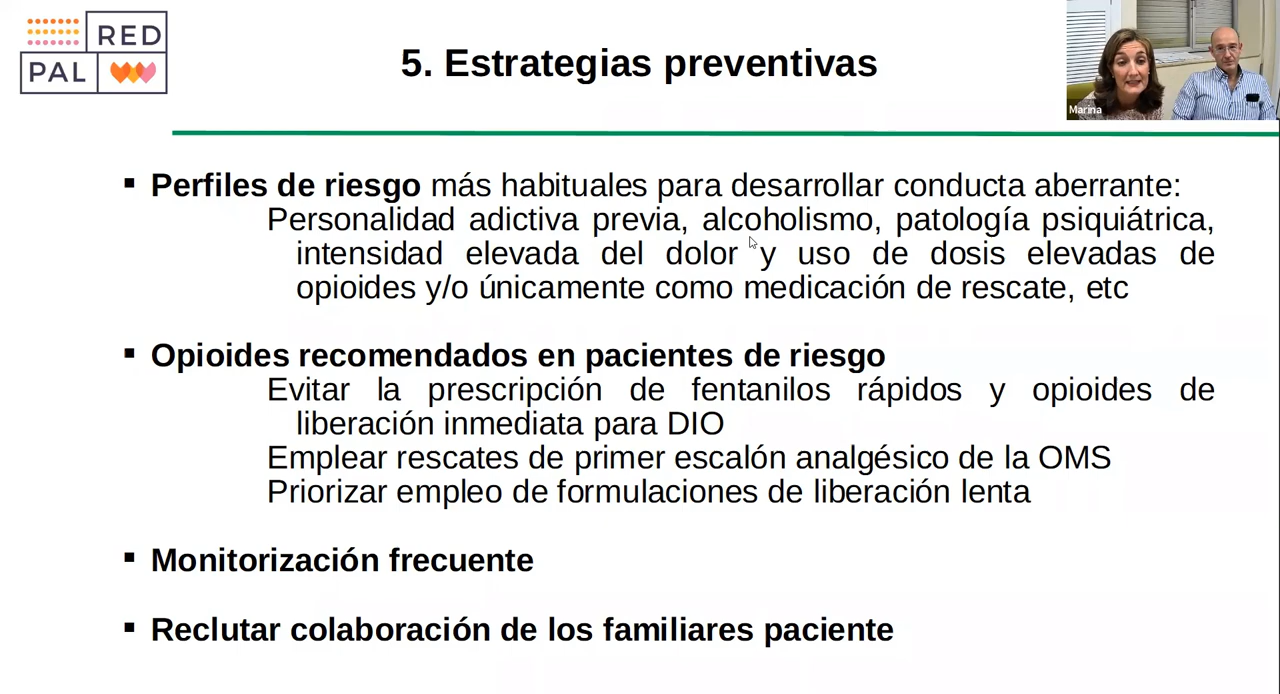 RED
PAL
5. Estrategias preventivas
Marina
▪ Perfiles de riesgo más habituales para desarrollar conducta aberrante:
Personalidad adictiva previa, alcoholismo, patología psiquiátrica,
intensidad elevada del dolor y uso de dosis elevadas de
opioides y/o únicamente como medicación de rescate, etc
▪ Opioides recomendados en pacientes de riesgo
Evitar la prescripción de fentanilos rápidos y opioides de
liberación inmediata para DIO
Emplear rescates de primer escalón analgésico de la OMS
Priorizar empleo de formulaciones de liberación lenta
▪ Monitorización frecuente
▪ Reclutar colaboración de los familiares paciente